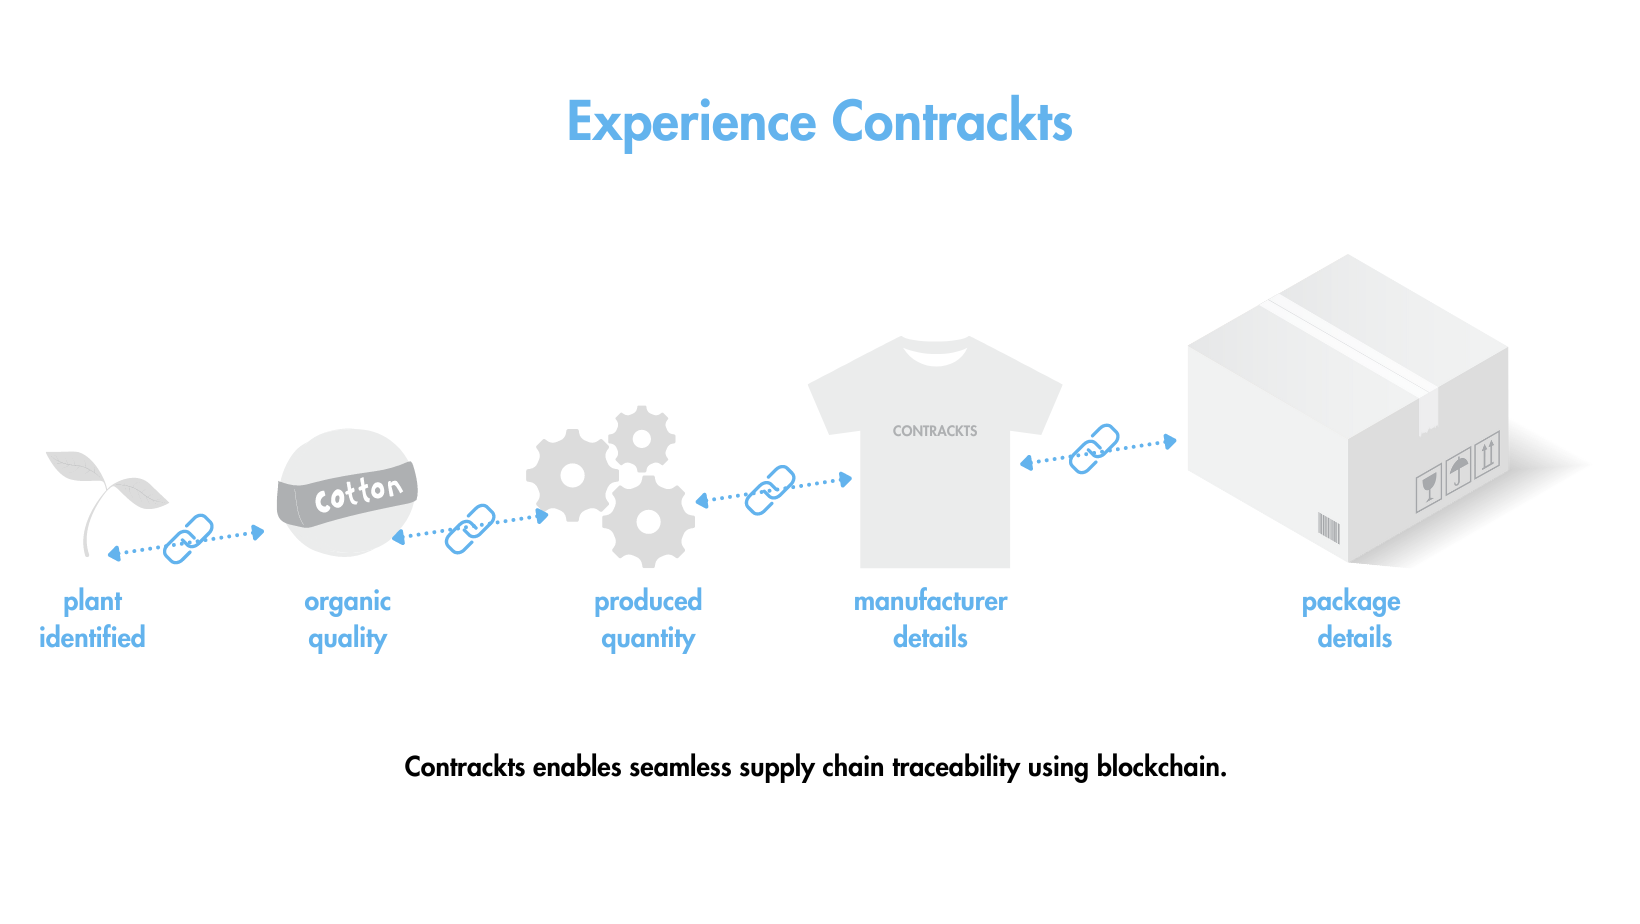 Experience Contrackts
cotton
CONTRACKTS
plant
identified
organic
quality
produced
quantity
manufacturer
details
package
details
Contrackts enables seamless supply chain traceability using blockchain.